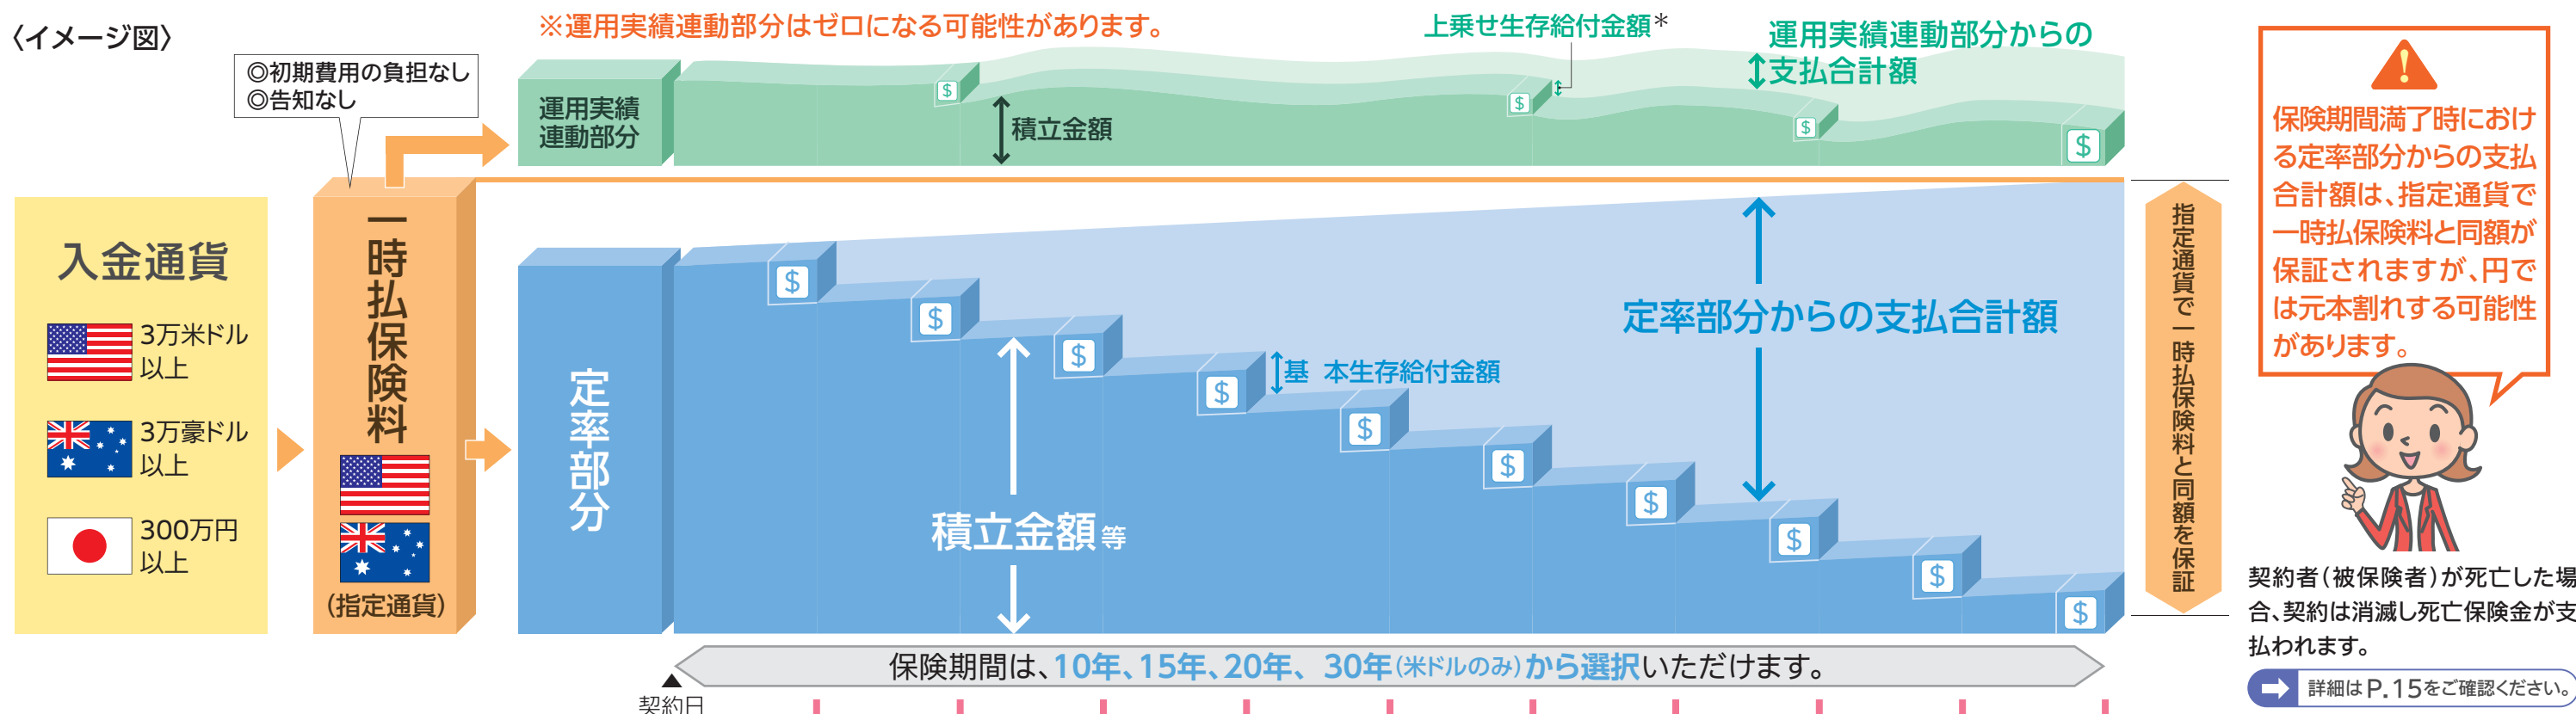 〈イメージ図〉
※運用実績連動部分はゼロになる可能性があります。
上乗せ生存給付金額*
運用実績連動部分からの
支払合計額
◎初期費用の負担なし
◎告知なし
運用実績
連動部分
積立金額
$
$
$
$
入金通貨
3万米ドル
以上
3万豪ドル
以上
300万円
以上
一時払保険料
(指定通貨)
定率部分
$
$
$
$
$
$
$
$
$
$
基 本生存給付金額
定率部分からの支払合計額
積立金額等
指定通貨で一時払保険料と同額を保証
保険期間は、10年、15年、20年、 30年(米ドルのみ)から選択いただけます。
契約日
保険期間満了時におけ
る定率部分からの支払
合計額は、指定通貨で
一時払保険料と同額が
保証されますが、円で
は元本割れする可能性
があります。
契約者(被保険者)が死亡した場
合、契約は消滅し死亡保険金が支
払われます。
詳細はP.15をご確認ください。